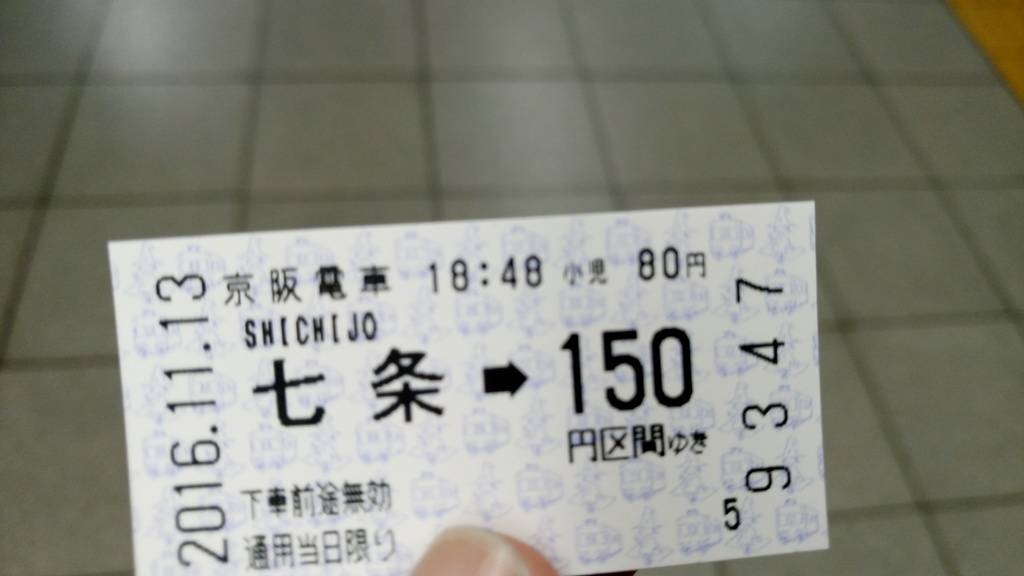 2016.11.13
京阪電車 18:48 小児 80円
SHICHIJO
七条 ➡ 150
円区間ゆき
下車前途無効
通用当日限り
5
9347